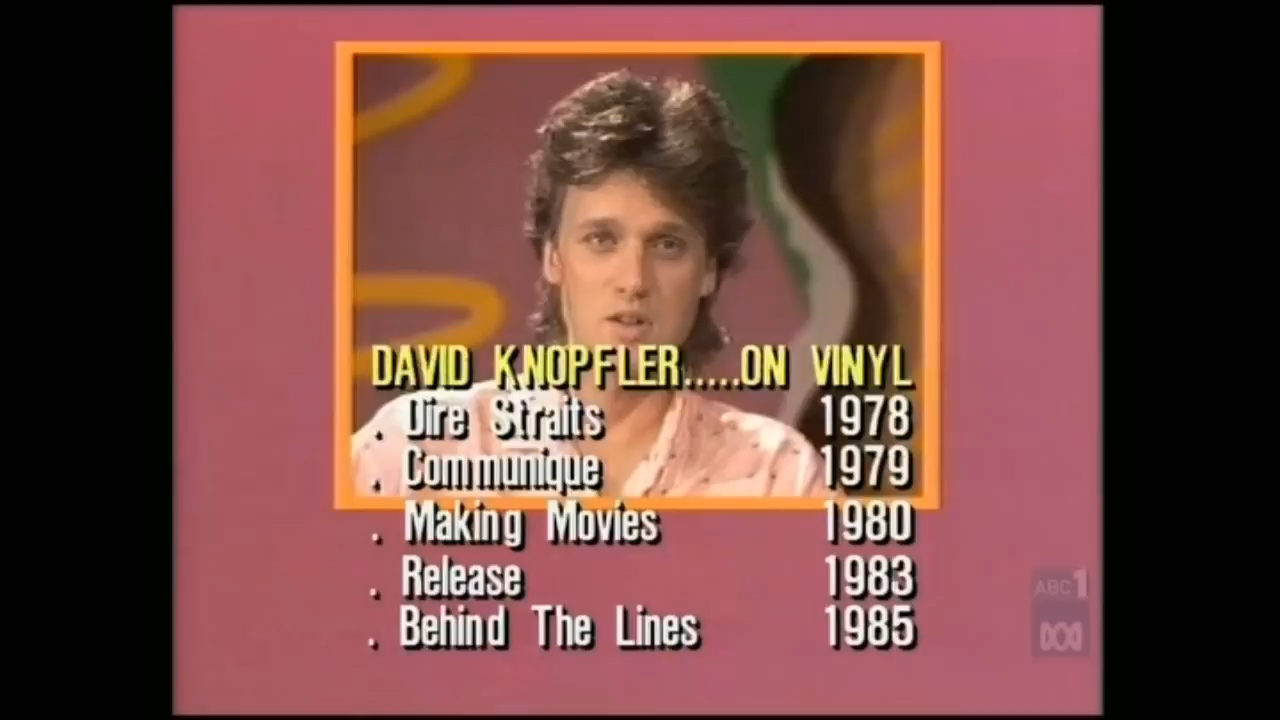 DAVID KNOPFLER.....ON VINYL
. Dire Straits 1978
. Communique 1979
. Making Movies 1980
. Release 1983
. Behind The Lines 1985
ABC1
ABC